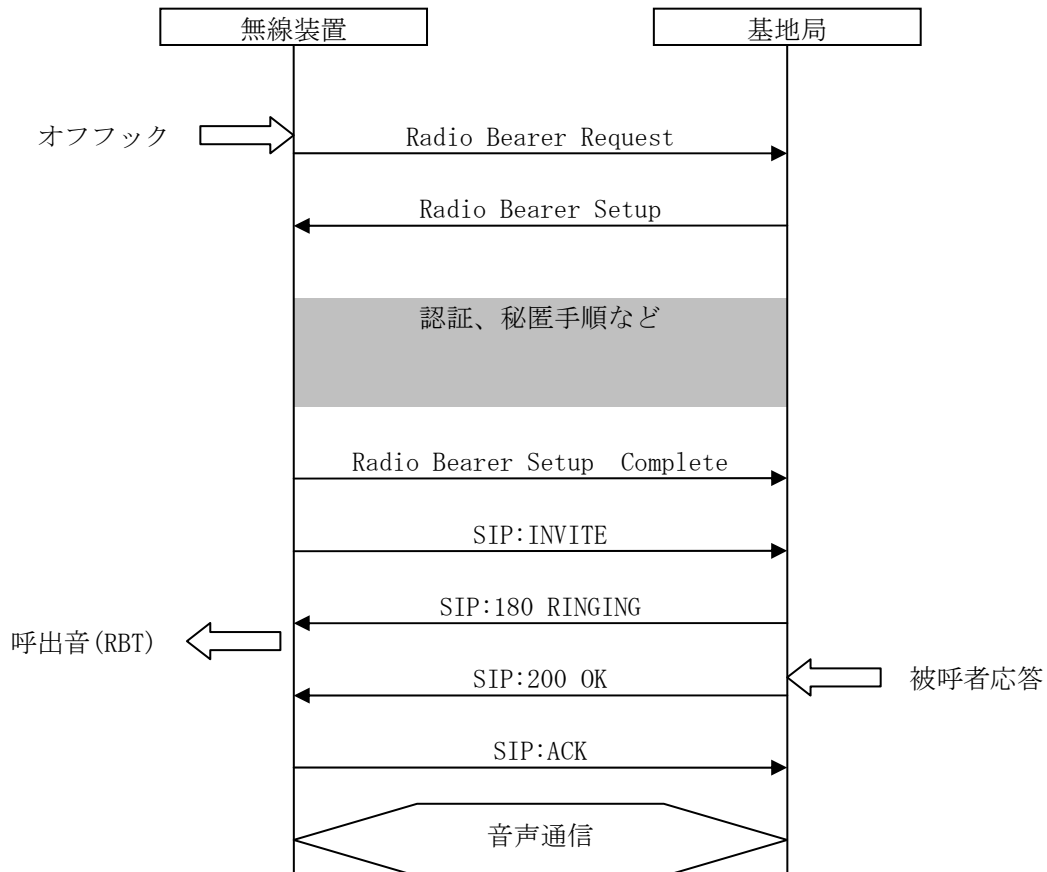 無線装置
基地局
オフフック
Radio Bearer Request
Radio Bearer Setup
認証、秘匿手順など
Radio Bearer Setup Complete
SIP:INVITE
SIP:180 RINGING
呼出音(RBT)
SIP:200 OK
被呼者応答
SIP:ACK
音声通信